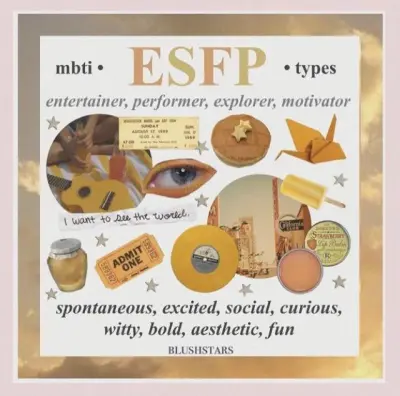 mbti • ESFP • types
entertainer, performer, explorer, motivator
SUNDAY
I want to see the world.
ADMIT
ONE
spontaneous, excited, social, curious,
witty, bold, aesthetic, fun
BLUSHSTARS